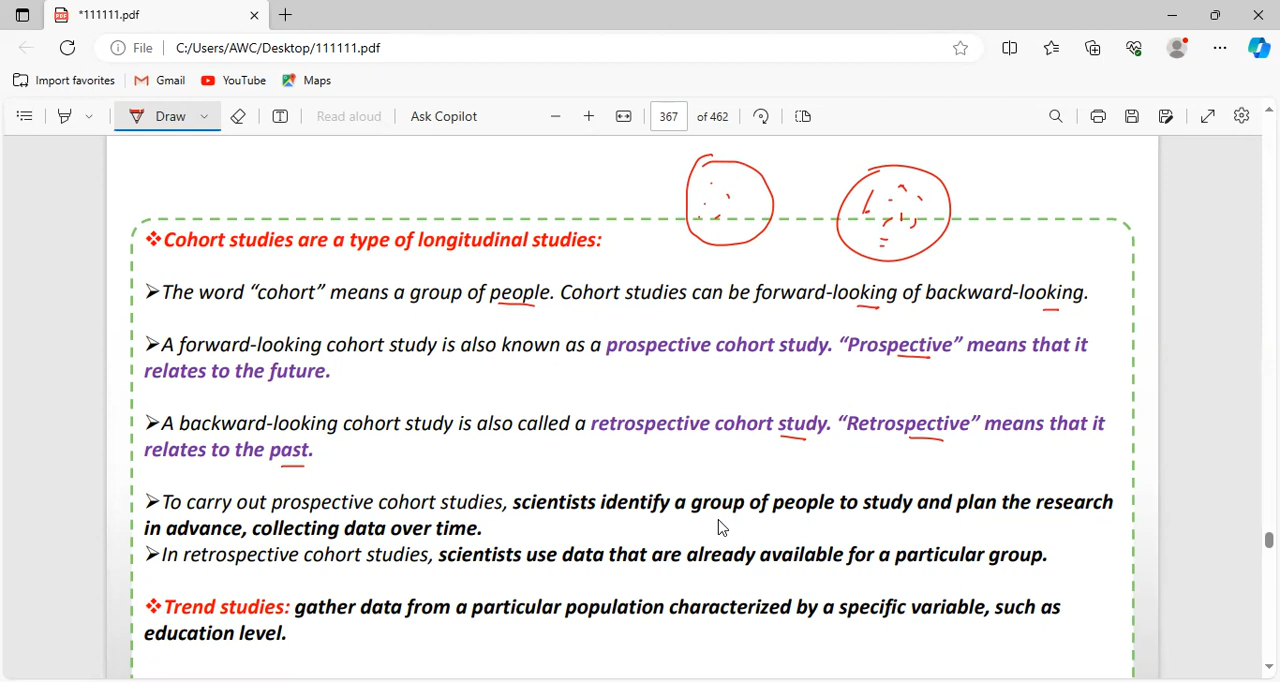 *111111.pdf
File C:/Users/AWC/Desktop/111111.pdf
Import favorites Gmail YouTube Maps
Draw Read aloud Ask Copilot 367 of 462
Cohort studies are a type of longitudinal studies:
The word “cohort” means a group of people. Cohort studies can be forward-looking of backward-looking.
A forward-looking cohort study is also known as a prospective cohort study. “Prospective” means that it
relates to the future.
A backward-looking cohort study is also called a retrospective cohort study. “Retrospective” means that it
relates to the past.
To carry out prospective cohort studies, scientists identify a group of people to study and plan the research
in advance, collecting data over time.
In retrospective cohort studies, scientists use data that are already available for a particular group.
Trend studies: gather data from a particular population characterized by a specific variable, such as
education level.